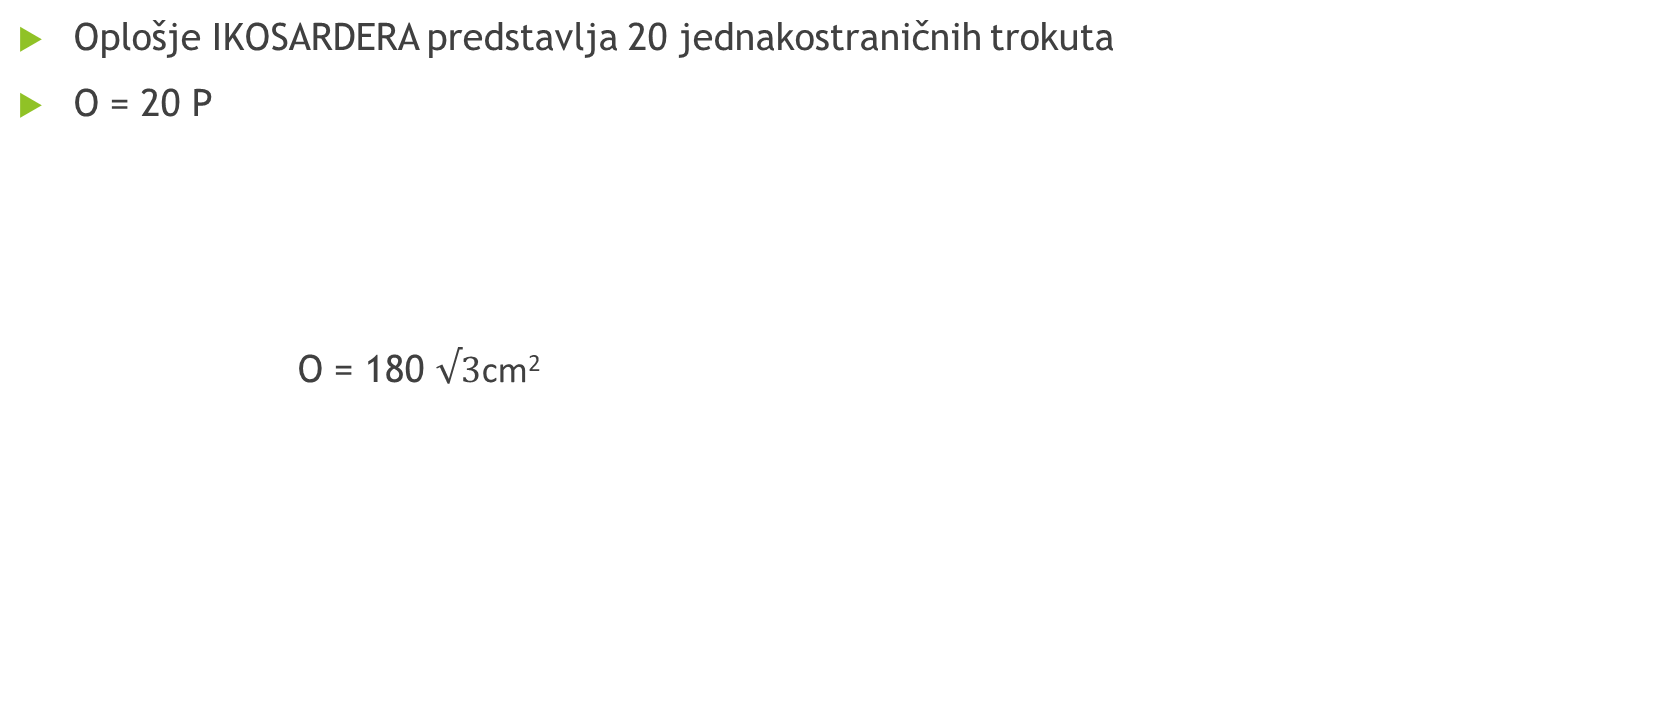 Oplošje IKOSARDERA predstavlja 20 jednakostraničnih trokuta
O = 20 P
O = 180 √3cm²